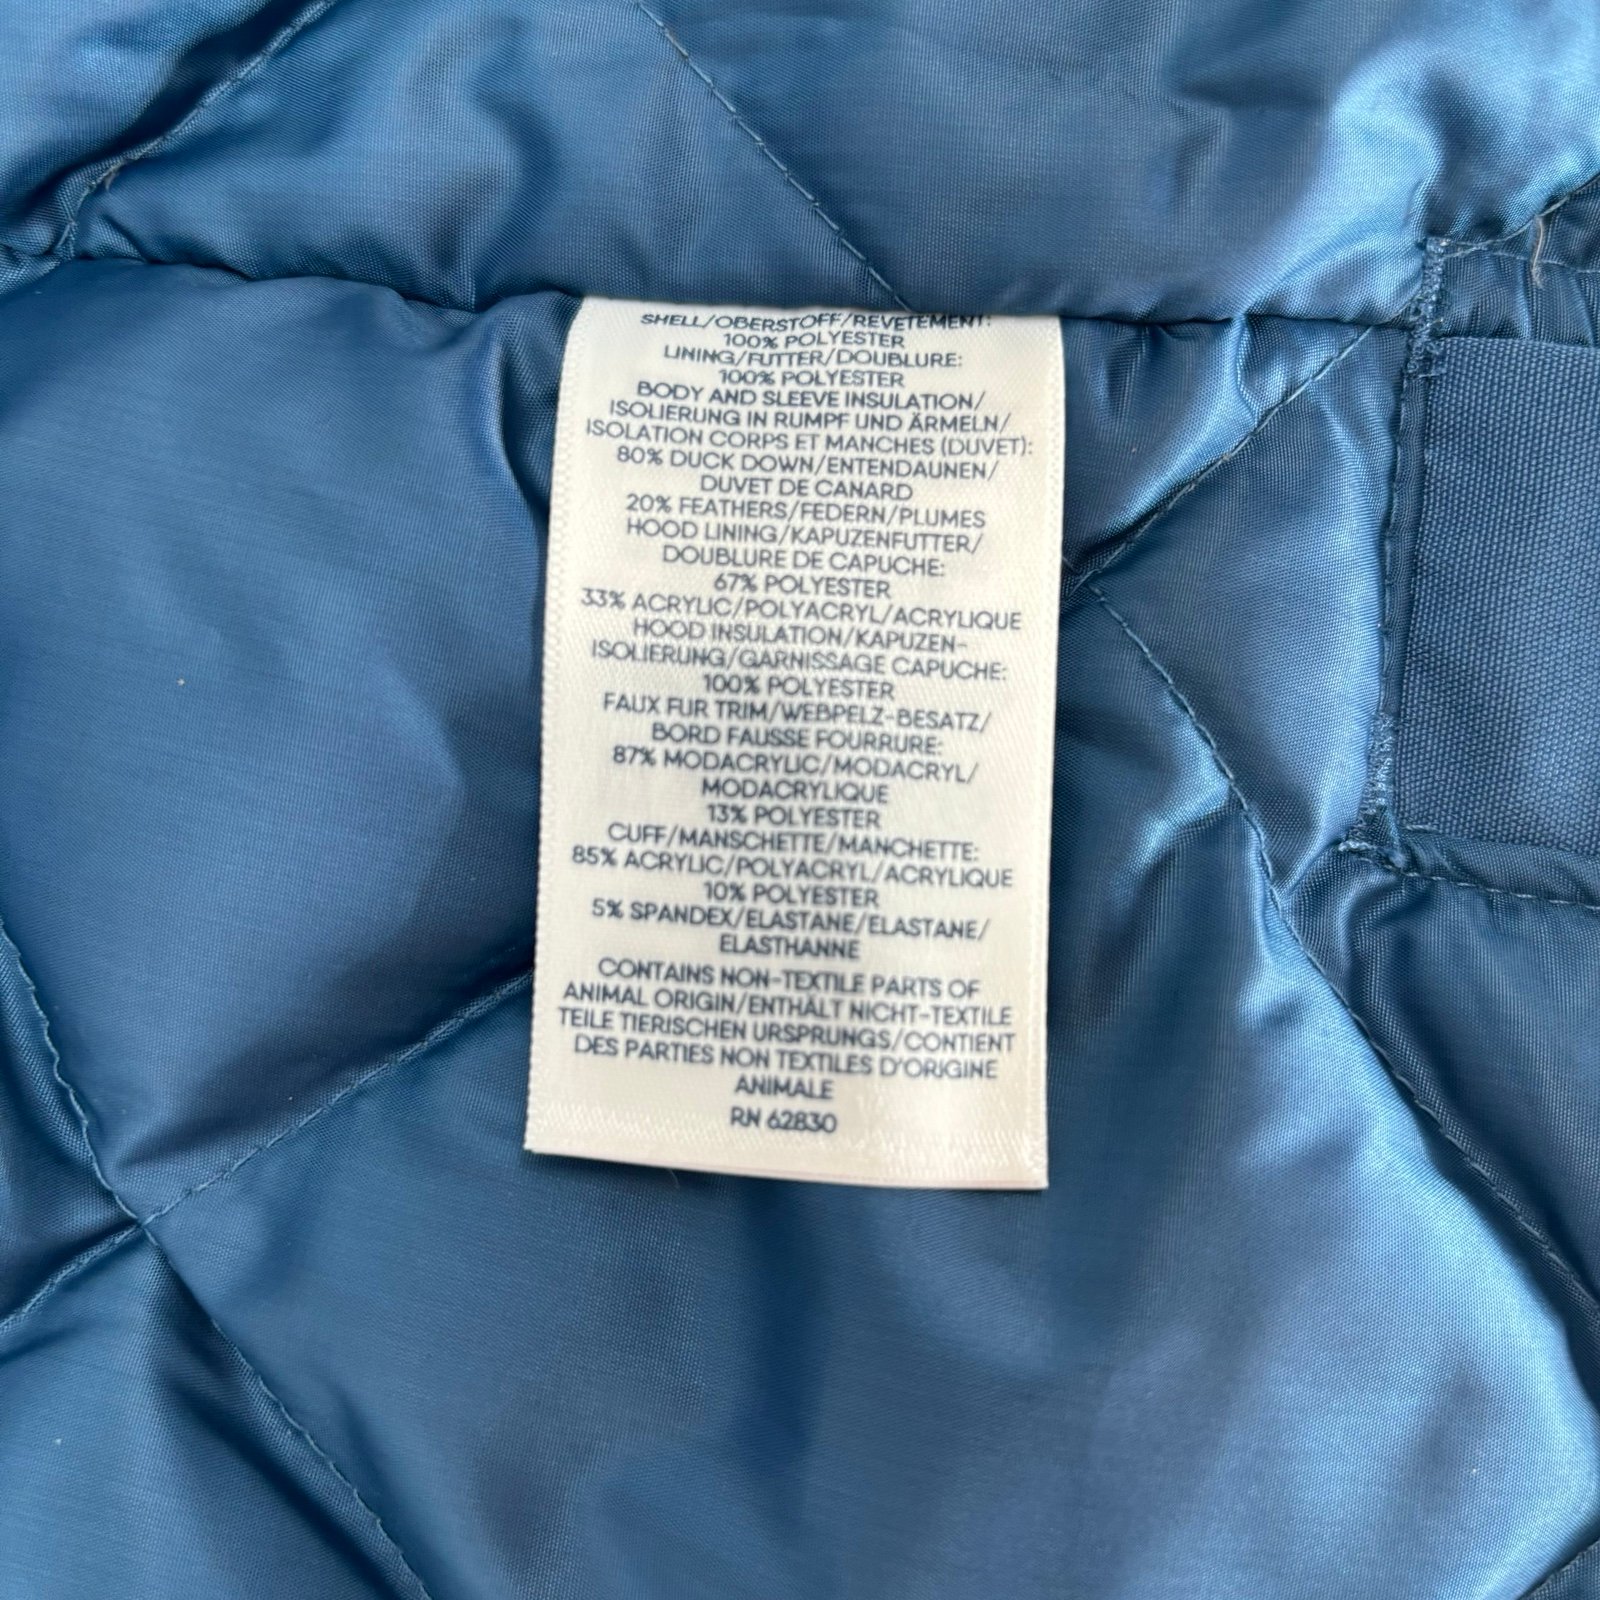 SHELL/OBERSTOFF/REVETEMENT:
100% POLYESTER
LINING/FUTTER/DOUBLURE:
100% POLYESTER
BODY AND SLEEVE INSULATION/
ISOLIERUNG IN RUMPF UND ÄRMELN/
ISOLATION CORPS ET MANCHES (DUVET):
80% DUCK DOWN/ENTENDAUNEN/
DUVET DE CANARD
20% FEATHERS/FEDERN/PLUMES
HOOD LINING/KAPUZENFUTTER/
DOUBLURE DE CAPUCHE:
67% POLYESTER
33% ACRYLIC/POLYACRYL/ACRYLIQUE
HOOD INSULATION/KAPUZEN-
ISOLIERUNG/GARNISSAGE CAPUCHE:
100% POLYESTER
FAUX FUR TRIM/WEBPELZ-BESATZ/
BORD FAUSSE FOURRURE:
87% MODACRYLIC/MODACRYL/
MODACRYLIQUE
13% POLYESTER
CUFF/MANSCHETTE/MANCHETTE:
85% ACRYLIC/POLYACRYL/ACRYLIQUE
10% POLYESTER
5% SPANDEX/ELASTANE/ELASTANE/
ELASTHANNE
CONTAINS NON-TEXTILE PARTS OF
ANIMAL ORIGIN/ENTHÄLT NICHT-TEXTILE
TEILE TIERISCHEN URSPRUNGS/CONTIENT
DES PARTIES NON TEXTILES D'ORIGINE
ANIMALE
RN 62830